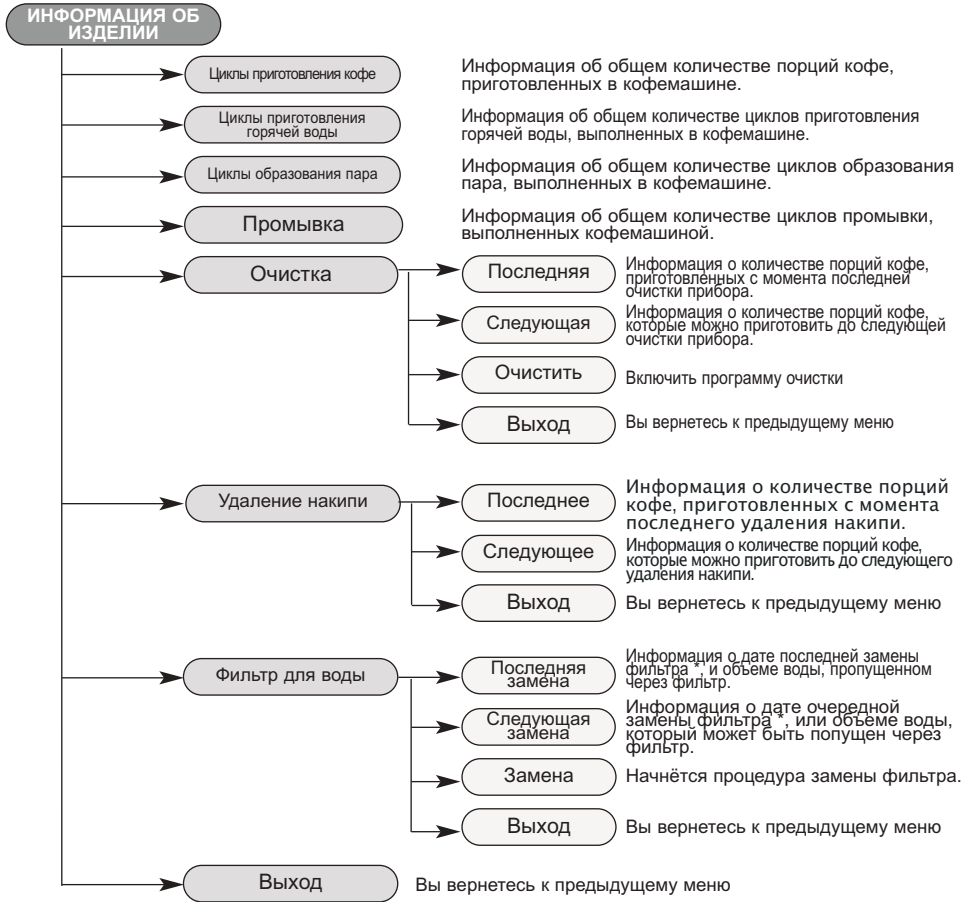 ИНФОРМАЦИЯ ОБ
ИЗДЕЛИИ
Циклы приготовления кофе
Информация об общем количестве порций кофе,
приготовленных в кофемашине.
Циклы приготовления
горячей воды
Информация об общем количестве циклов приготовления
горячей воды, выполненных в кофемашине.
Циклы образования пара
Информация об общем количестве циклов образования
пара, выполненных в кофемашине.
Промывка
Информация об общем количестве циклов промывки,
выполненных кофемашиной.
Очистка
Последняя
Информация о количестве порций кофе,
приготовленных с момента последней
очистки прибора.
Следующая
Информация о количестве порций кофе,
которые можно приготовить до следующей
очистки прибора.
Очистить
Включить программу очистки
Выход
Вы вернетесь к предыдущему меню
Удаление накипи
Последнее
Информация о количестве порций
кофе, приготовленных с момента
последнего удаления накипи.
Следующее
Информация о количестве порций кофе,
которые можно приготовить до следующего
удаления накипи.
Выход
Вы вернетесь к предыдущему меню
Фильтр для воды
Последняя
замена
Информация о дате последней замены
фильтра *, и объеме воды, пропущенном
через фильтр.
Следующая
замена
Информация о дате очередной
замены фильтра *, или объеме воды,
который может быть попущен через
фильтр.
Замена
Начнётся процедура замены фильтра.
Выход
Вы вернетесь к предыдущему меню
Выход
Вы вернетесь к предыдущему меню